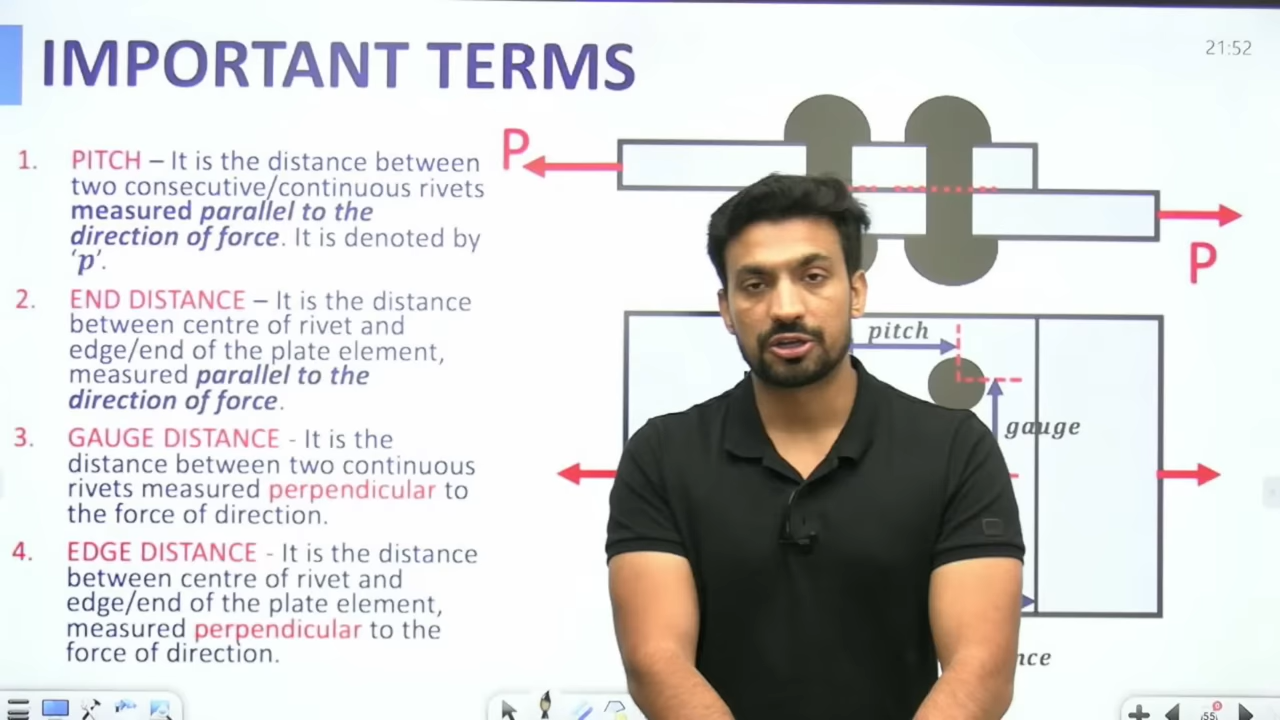 IMPORTANT TERMS
21:52
1. PITCH – It is the distance between
two consecutive/continuous rivets
measured parallel to the
direction of force. It is denoted by
‘p’.
2. END DISTANCE – It is the distance
between centre of rivet and
edge/end of the plate element,
measured parallel to the
direction of force.
3. GAUGE DISTANCE - It is the
distance between two continuous
rivets measured perpendicular to
the force of direction.
4. EDGE DISTANCE - It is the distance
between centre of rivet and
edge/end of the plate element,
measured perpendicular to the
force of direction.
P
P
pitch
gauge
nce
55